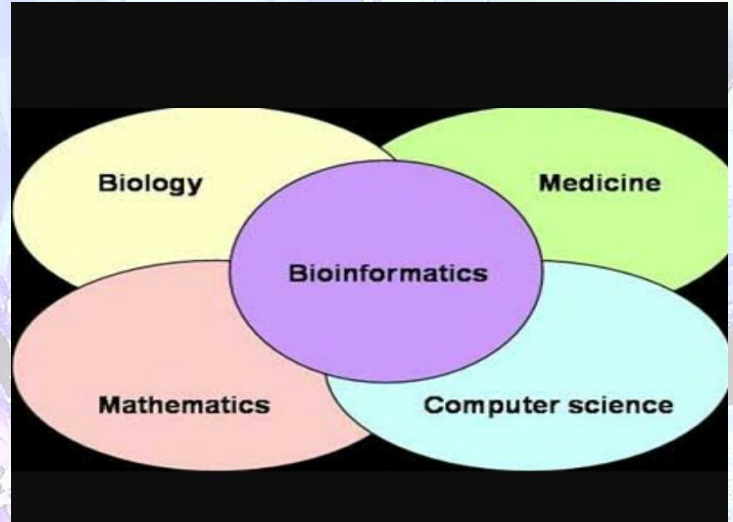 Biology
Medicine
Bioinformatics
Mathematics
Computer science